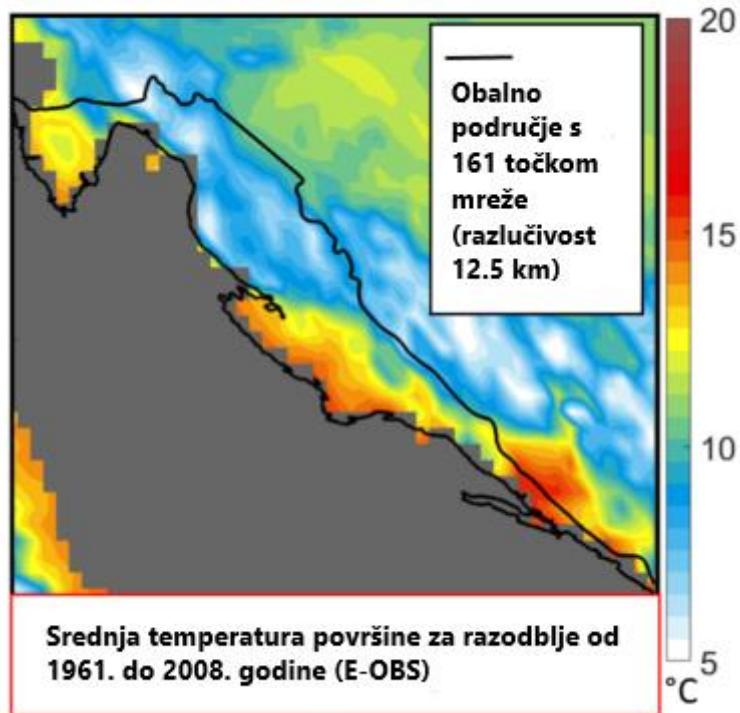 Obalno
područje s
161 točkom
mreže
(razlučivost
12.5 km)
20
15
10
5
°C
Srednja temperatura površine za razodblje od
1961. do 2008. godine (E-OBS)